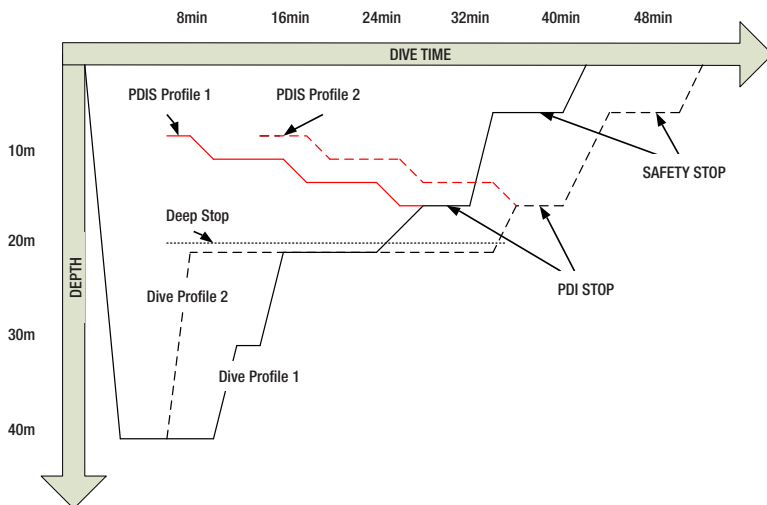 8min 16min 24min 32min 40min 48min
DIVE TIME
PDIS Profile 1 PDIS Profile 2
10m
SAFETY STOP
Deep Stop
20m
DEPTH
PDI STOP
Dive Profile 2
30m
Dive Profile 1
40m